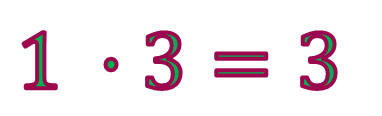 1 · 3 = 3